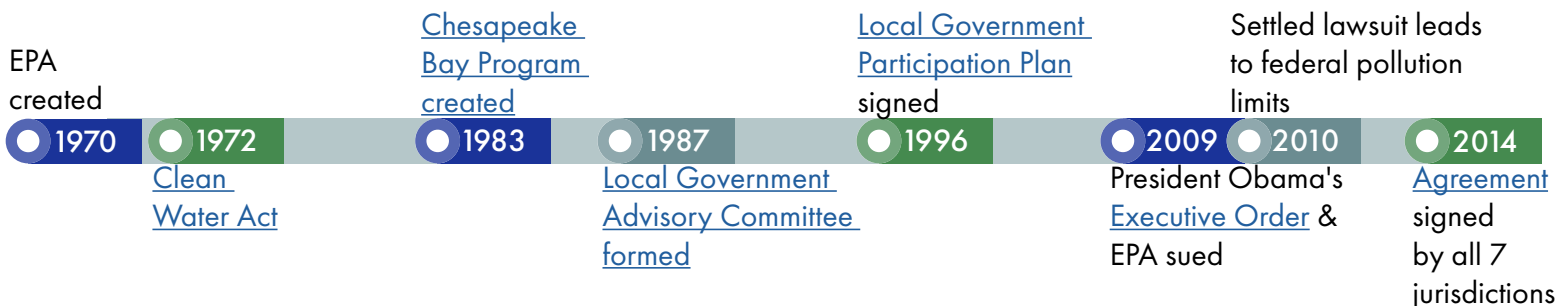 EPA
created
1970
1972
Clean
Water Act
Chesapeake
Bay Program
created
1983
1987
Local Government
Advisory Committee
formed
Local Government
Participation Plan
signed
1996
2009
President Obama's
Executive Order &
EPA sued
Settled lawsuit leads
to federal pollution
limits
2010
2014
Agreement
signed
by all 7
jurisdictions